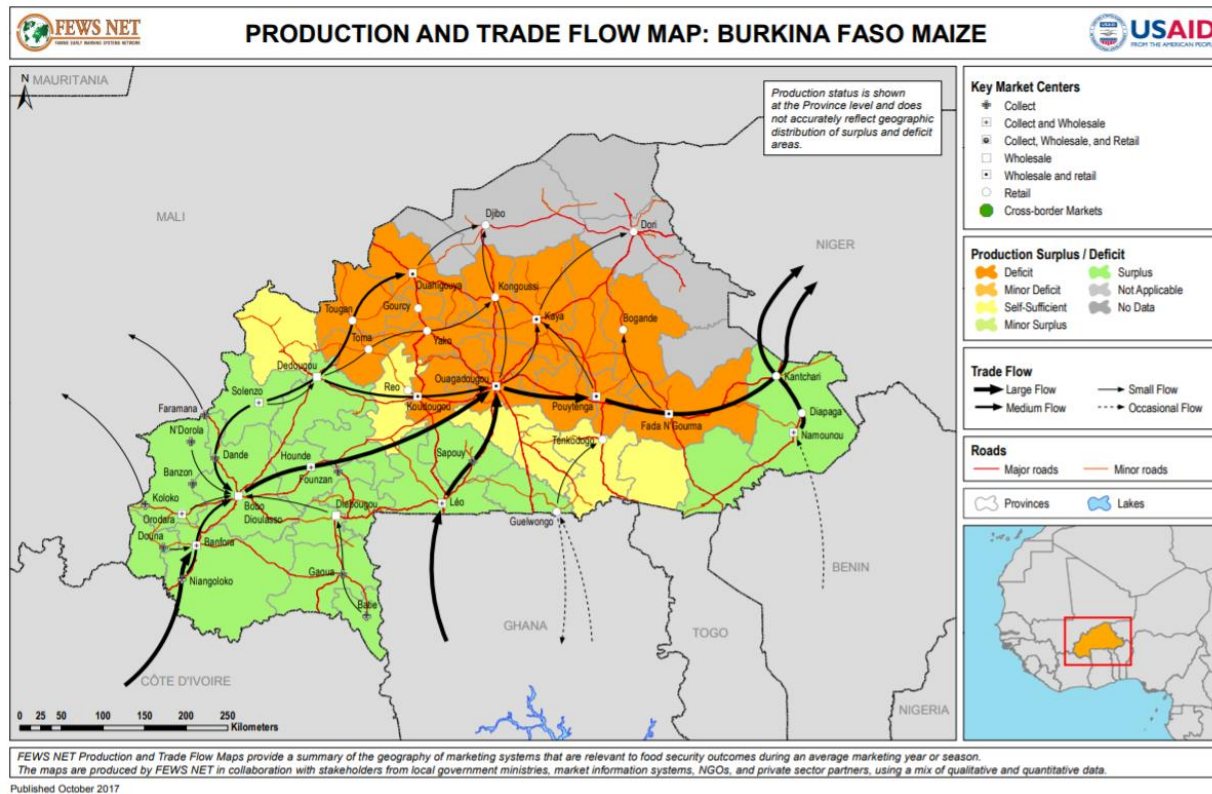 FEWS NET
FAMINE EARLY WARNING SYSTEMS NETWORK
PRODUCTION AND TRADE FLOW MAP: BURKINA FASO MAIZE
USAID
FROM THE AMERICAN PEOPLE
N
MAURITANIA
Production status is shown
at the Province level and does
not accurately reflect geographic
distribution of surplus and deficit
areas.
MALI
NIGER
Djibo
Dori
Ouahigouya
Kongoussi
Gourcy
Tougan
Kaya
Bogande
Yako
Toma
Dedougou
Reo
Ouagadougou
Kantchari
Solenzo
Koudougou
Pouytenga
Faramana
Fada N'Gourma
Diapaga
N'Dorola
Tenkodogo
Namounou
Dande
Hounde
Sapouy
Banzon
Founzan
Koloko
Bobo
Dioulasso
Diebougou
Léo
Orodara
Guelwongo
Douna
Banfora
Gaoua
Niangoloko
Batie
BENIN
GHANA
TOGO
CÔTE D'IVOIRE
NIGERIA
0 25 50 100 150 200 250
Kilometers
Key Market Centers
Collect
Collect and Wholesale
Collect, Wholesale, and Retail
Wholesale
Wholesale and retail
Retail
Cross-border Markets
Production Surplus / Deficit
Deficit Surplus
Minor Deficit Not Applicable
Self-Sufficient No Data
Minor Surplus
Trade Flow
Large Flow Small Flow
Medium Flow Occasional Flow
Roads
Major roads Minor roads
Provinces Lakes
FEWS NET Production and Trade Flow Maps provide a summary of the geography of marketing systems that are relevant to food security outcomes during an average marketing year or season.
The maps are produced by FEWS NET in collaboration with stakeholders from local government ministries, market information systems, NGOs, and private sector partners, using a mix of qualitative and quantitative data.
Published October 2017